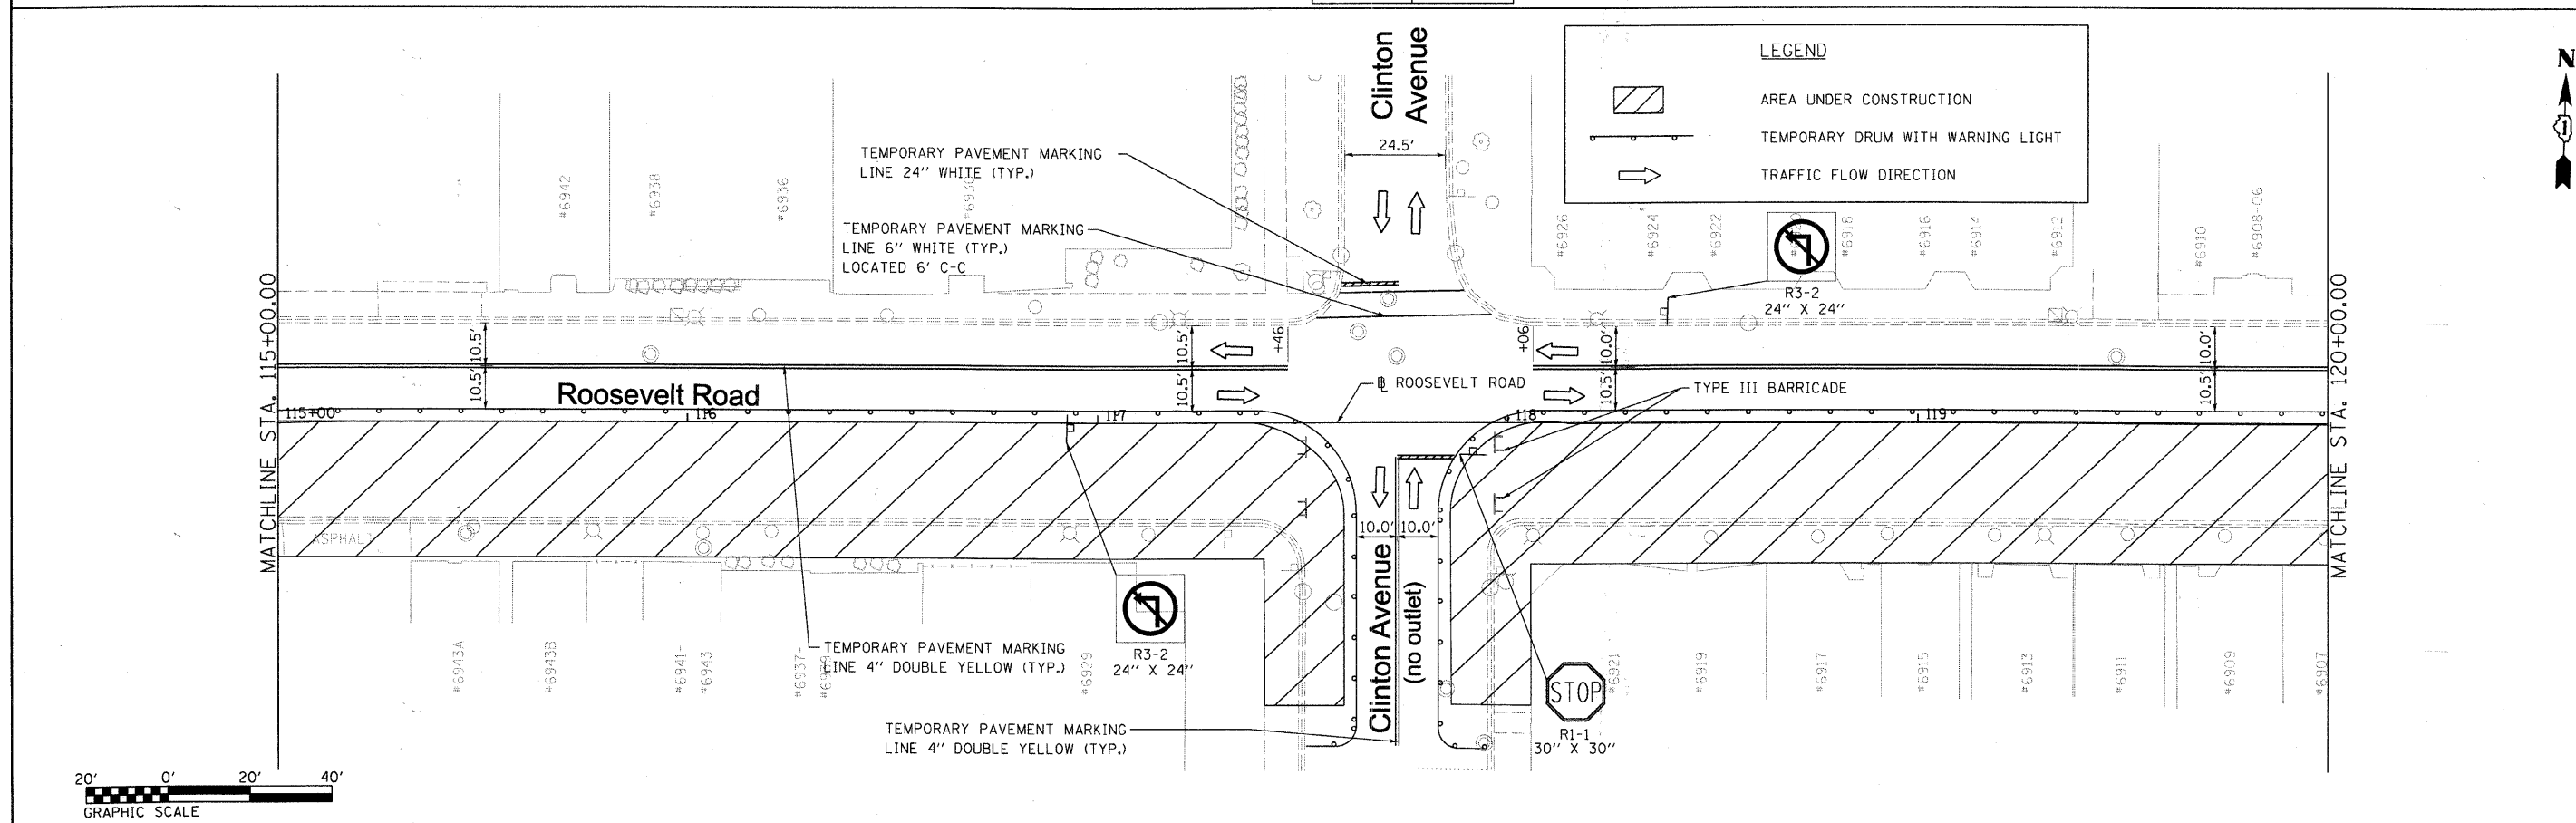 Clinton
Avenue
LEGEND
AREA UNDER CONSTRUCTION
TEMPORARY DRUM WITH WARNING LIGHT
TRAFFIC FLOW DIRECTION
N
1
24.5'
TEMPORARY PAVEMENT MARKING
LINE 24" WHITE (TYP.)
TEMPORARY PAVEMENT MARKING
LINE 6" WHITE (TYP.)
LOCATED 6' C-C
#6942
#6938
#6936
#6930
#6926
#6924
#6922
#6918
#6916
#6914
#6912
#6910
#6908-06
R3-2
24" X 24"
MATCHLINE STA. 115+00.00
MATCHLINE STA. 120+00.00
10.5'
10.5'
10.5'
10.5'
+46
+06
10.0'
10.5'
10.0'
10.5'
Roosevelt Road
℄ ROOSEVELT ROAD
TYPE III BARRICADE
115+00
116
117
118
119
ASPHALT
10.0'
10.0'
Clinton Avenue
(no outlet)
#6943A
#6943B
#6941-
#6943
#6937-
#6929
TEMPORARY PAVEMENT MARKING
LINE 4" DOUBLE YELLOW (TYP.)
R3-2
24" X 24"
TEMPORARY PAVEMENT MARKING
LINE 4" DOUBLE YELLOW (TYP.)
STOP
R1-1
30" X 30"
#6921
#6919
#6917
#6915
#6913
#6911
#6909
#6907
20'
0'
20'
40'
GRAPHIC SCALE